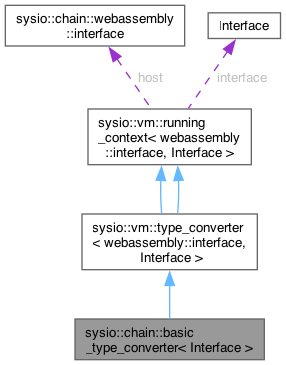 sysio::chain::webassembly
::interface
Interface
host
interface
sysio::vm::running
_context< webassembly
::interface, Interface >
sysio::vm::type_converter
< webassembly::interface,
Interface >
sysio::chain::basic
_type_converter< Interface >